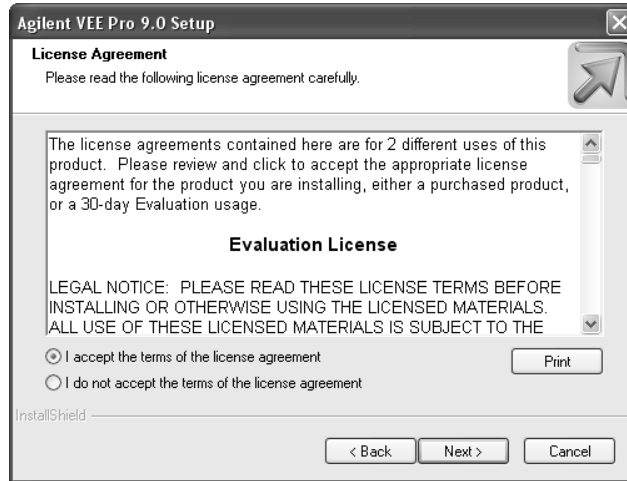 Agilent VEE Pro 9.0 Setup
License Agreement
Please read the following license agreement carefully.
The license agreements contained here are for 2 different uses of this
product. Please review and click to accept the appropriate license
agreement for the product you are installing, either a purchased product,
or a 30-day Evaluation usage.
Evaluation License
LEGAL NOTICE: PLEASE READ THESE LICENSE TERMS BEFORE
INSTALLING OR OTHERWISE USING THE LICENSED MATERIALS.
ALL USE OF THESE LICENSED MATERIALS IS SUBJECT TO THE
I accept the terms of the license agreement
Print
I do not accept the terms of the license agreement
InstallShield
< Back
Next >
Cancel